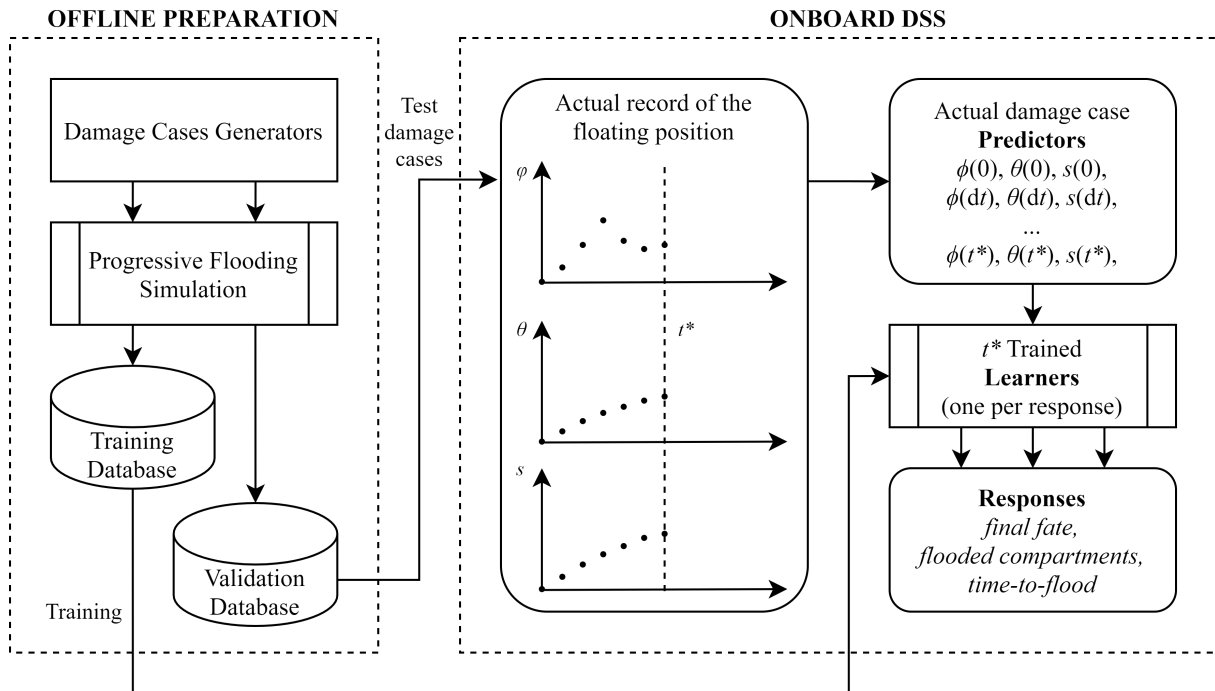 OFFLINE PREPARATION
Damage Cases Generators
Progressive Flooding
Simulation
Training
Database
Validation
Database
Training
Test
damage
cases
ONBOARD DSS
Actual record of the
floating position
φ
θ
t*
s
Actual damage case
Predictors
ϕ(0), θ(0), s(0),
ϕ(dt), θ(dt), s(dt),
...
ϕ(t*), θ(t*), s(t*),
t* Trained
Learners
(one per response)
Responses
final fate,
flooded compartments,
time-to-flood